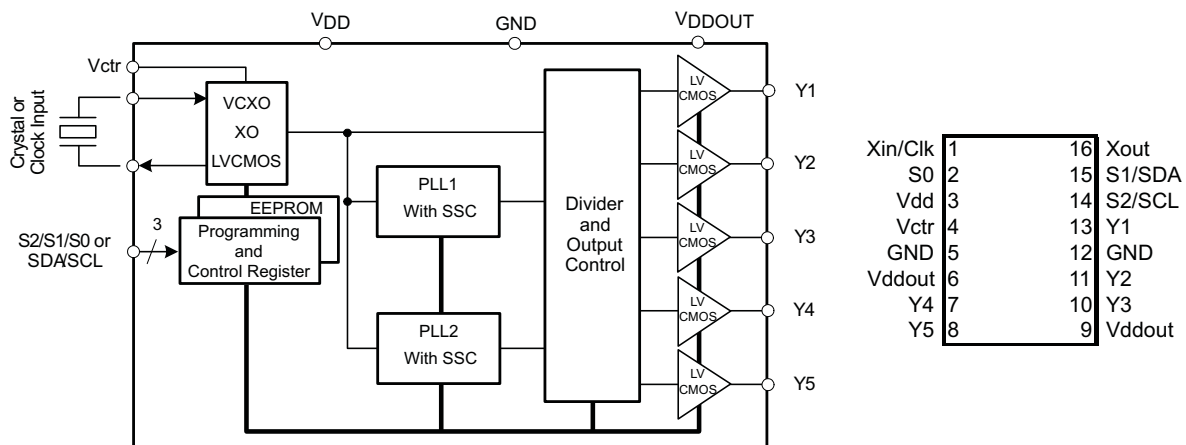 VDD
GND
VDDOUT
Vctr
Crystal or
Clock Input
VCXO
XO
LVCMOS
EEPROM
Programming
and
Control Register
S2/S1/S0 or
SDA/SCL
3
PLL1
With SSC
PLL2
With SSC
Divider
and
Output
Control
LV
CMOS
Y1
LV
CMOS
Y2
LV
CMOS
Y3
LV
CMOS
Y4
LV
CMOS
Y5
Xin/Clk 1 16 Xout
S0 2 15 S1/SDA
Vdd 3 14 S2/SCL
Vctr 4 13 Y1
GND 5 12 GND
Vddout 6 11 Y2
Y4 7 10 Y3
Y5 8 9 Vddout